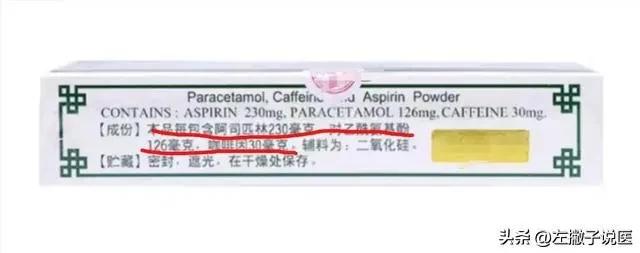 Paracetamol, Caffeine and Aspirin Powder
CONTAINS: ASPIRIN 230mg, PARACETAMOL 126mg, CAFFEINE 30mg.
【成份】本品每包含阿司匹林230毫克，对乙酰氨基酚
126毫克，咖啡因30毫克。辅料为：二氧化硅。
【贮藏】密封，遮光，在干燥处保存。
头条 @左撇子说医